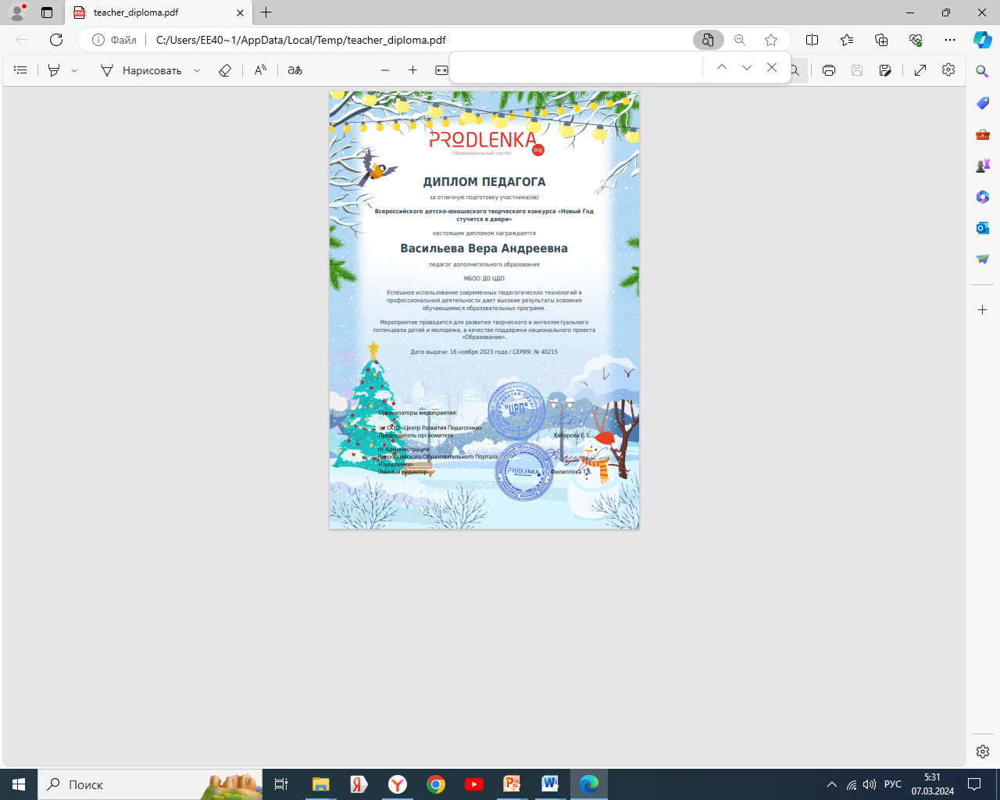 teacher_diploma.pdf
Файл
C:/Users/EE40~1/AppData/Local/Temp/teacher_diploma.pdf
Нарисовать
PRODLENKA
org
Образовательный портал
ДИПЛОМ ПЕДАГОГА
за отличную подготовку участника(ов)
Всероссийского детско-юношеского творческого конкурса «Новый Год
стучится в двери»
настоящим дипломом награждается
Васильева Вера Андреевна
педагог дополнительного образования
МБОО ДО ЦДО
Успешное использование современных педагогических технологий в
профессиональной деятельности дает высокие результаты освоения
обучающимися образовательных программ.
Мероприятие проводится для развития творческого и интеллектуального
потенциала детей и молодежи, в качестве поддержки национального проекта
«Образование».
Дата выдачи: 16 ноября 2023 года / СЕРИЯ: № 40215
Организаторы мероприятия:
от ООО «Центр Развития Педагогики»
Председатель орг.комитета
Хабарова Е. Е.
"ЦРП"
от Администрации
Всероссийского Образовательного Портала
«Продленка»
Главный редактор
PRODLENKA
Филиппова Т.В.
Поиск
РУС
5:31
07.03.2024